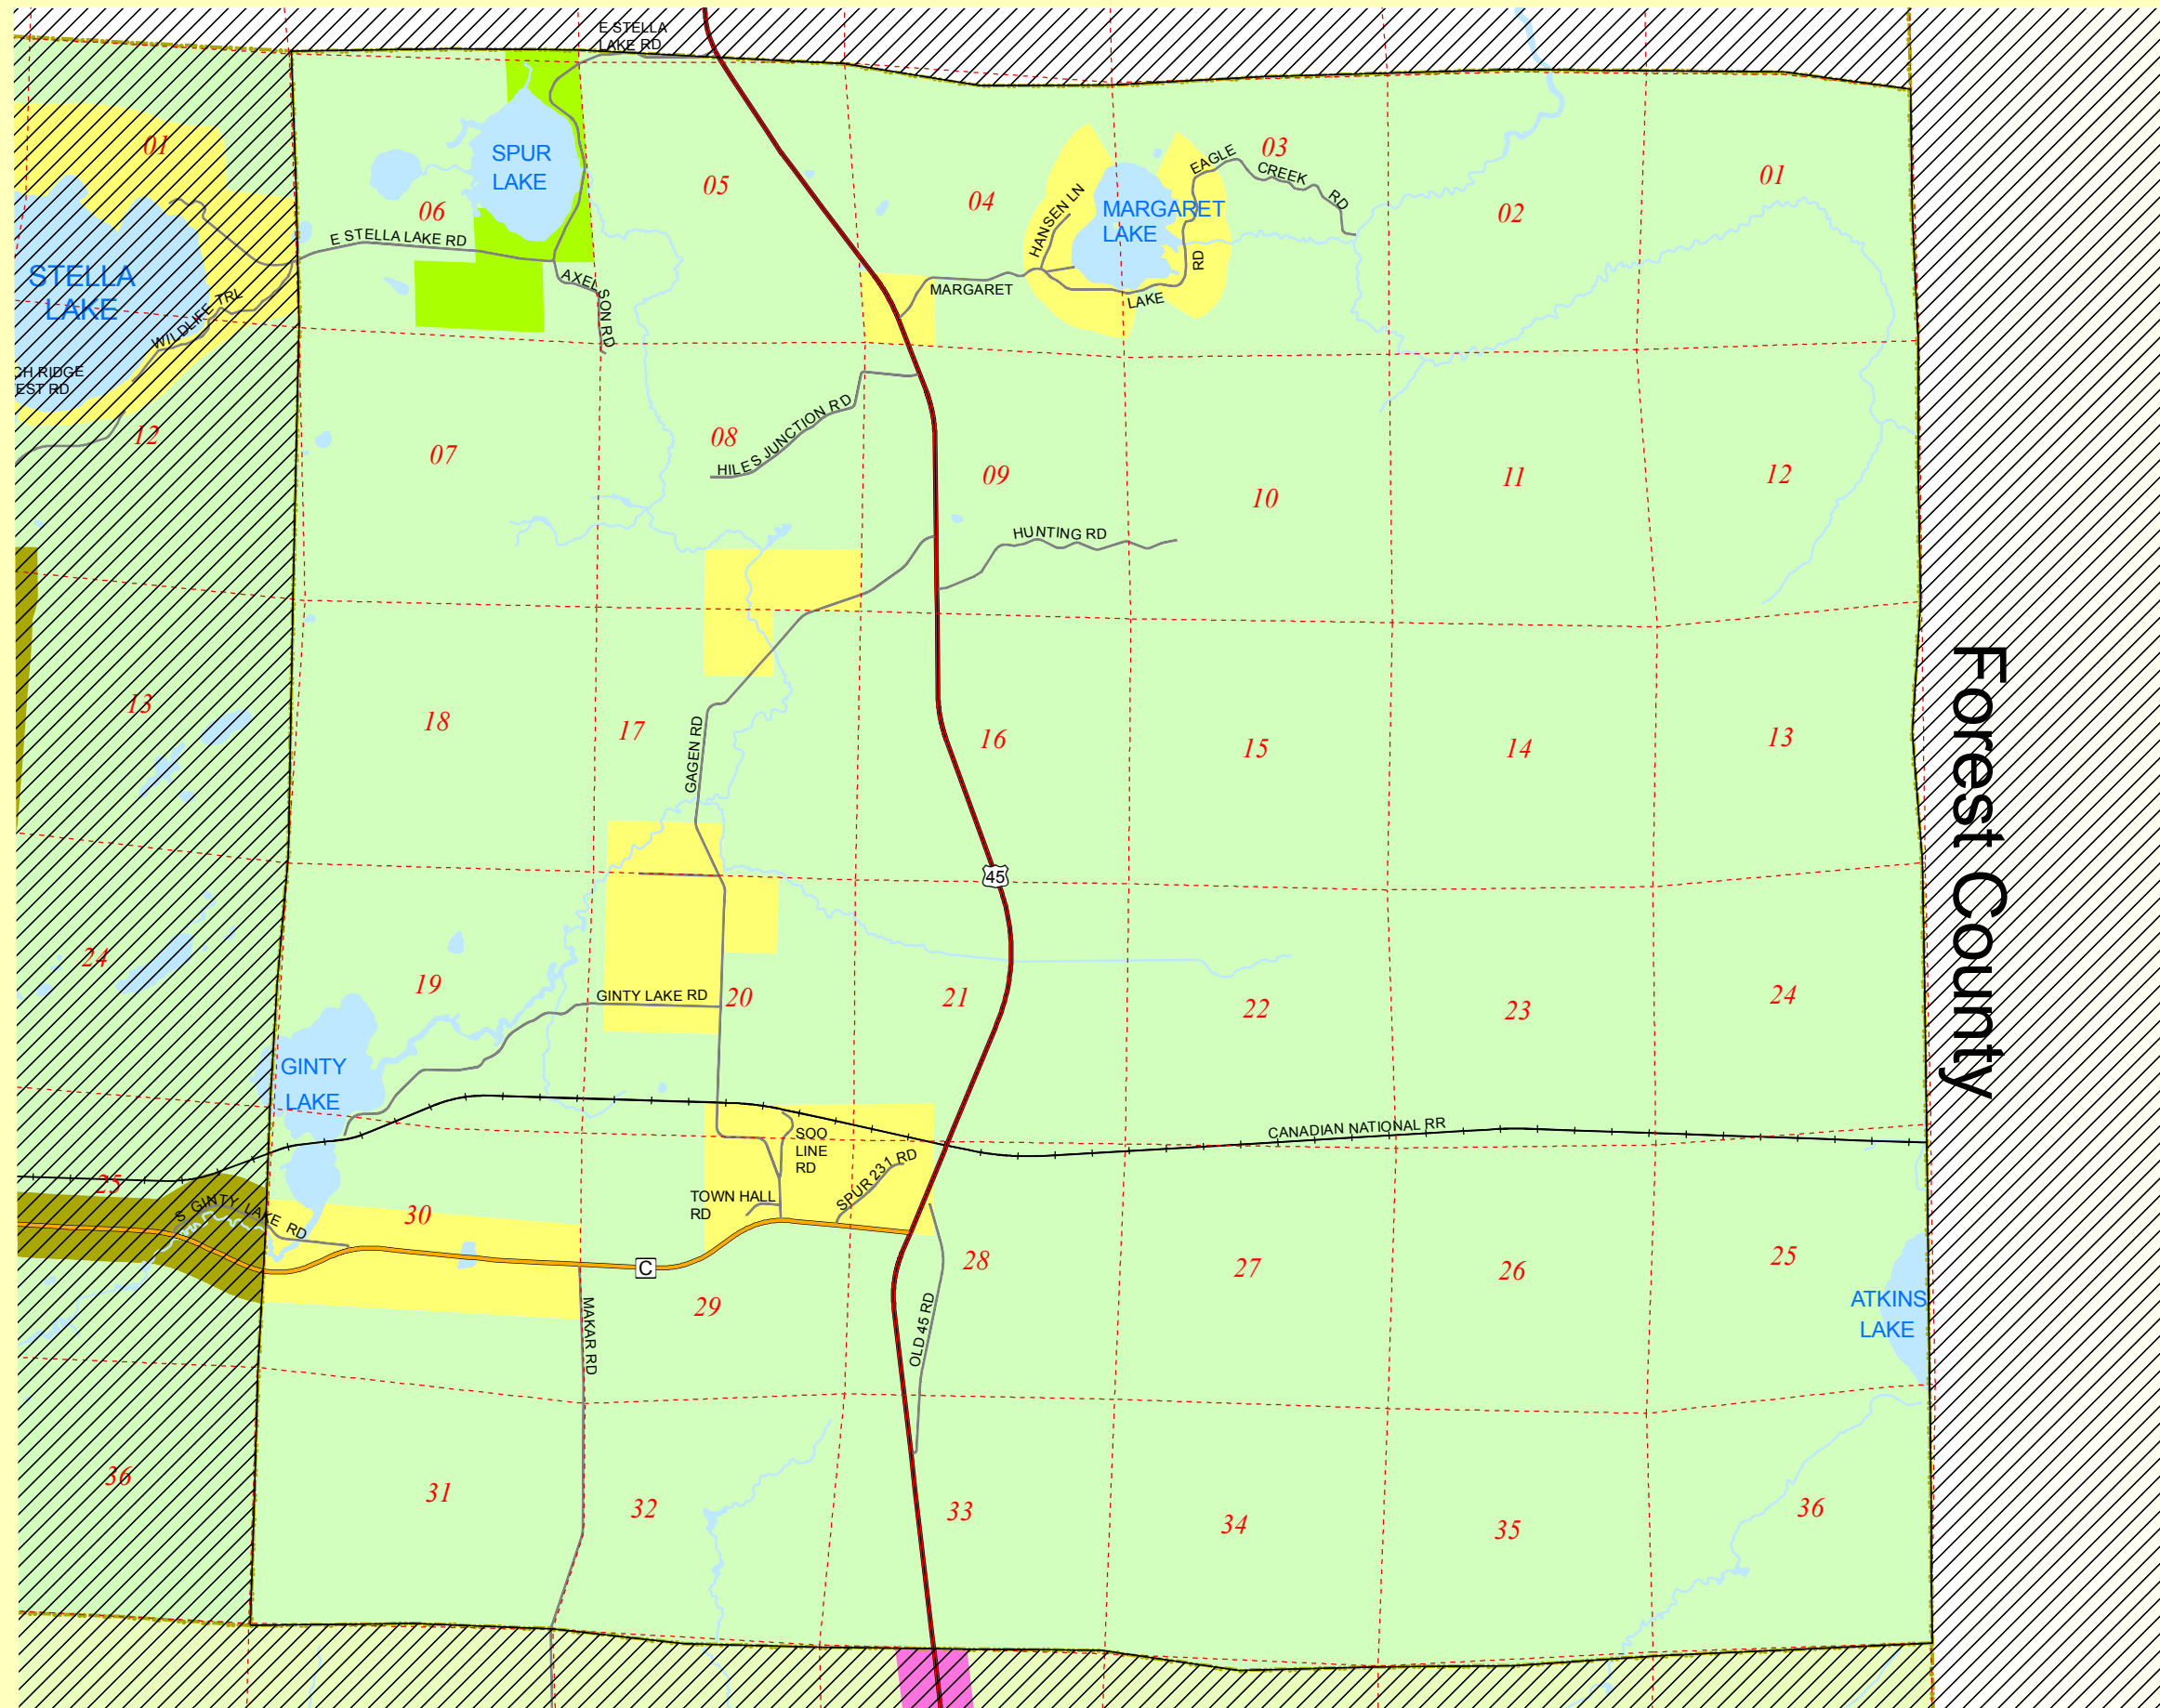 E STELLA
LAKE RD
01
SPUR
LAKE
06
05
04
03
02
01
EAGLE
CREEK
RD
HANSEN LN
MARGARET
LAKE
RD
E STELLA LAKE RD
STELLA
LAKE
WILDLIFE TRL
AXEL
SON RD
MARGARET
LAKE
CH RIDGE
EST RD
12
07
08
HILES JUNCTION RD
09
10
11
12
HUNTING RD
13
18
17
GAGEN RD
16
15
14
13
Forest County
45
24
19
GINTY LAKE RD
20
21
22
23
24
GINTY
LAKE
CANADIAN NATIONAL RR
SOO
LINE
RD
SPUR 231 RD
TOWN HALL
RD
25
S GINTY LAKE RD
30
C
28
27
26
25
29
MAKAR RD
OLD 45 RD
ATKINS
LAKE
36
31
32
33
34
35
36